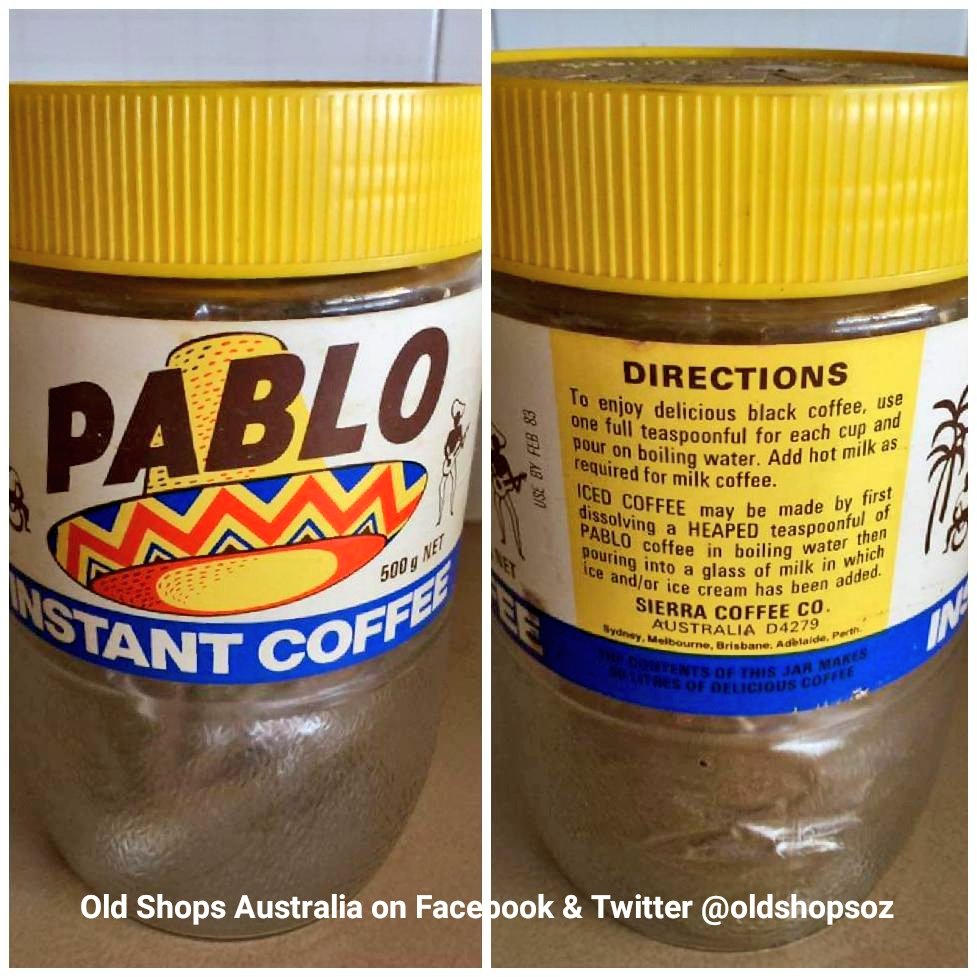 PABLO
500 g NET
INSTANT COFFEE
USE BY FEB 83
NET
EE
DIRECTIONS
To enjoy delicious black coffee, use
one full teaspoonful for each cup and
pour on boiling water. Add hot milk as
required for milk coffee.
ICED COFFEE may be made by first
dissolving a HEAPED teaspoonful of
PABLO coffee in boiling water then
pouring into a glass of milk in which
ice and/or ice cream has been added.
SIERRA COFFEE CO.
AUSTRALIA D4279
Sydney, Melbourne, Brisbane, Adelaide, Perth.
THE CONTENTS OF THIS JAR MAKES
50 LITRES OF DELICIOUS COFFEE
INS
Old Shops Australia on Facebook & Twitter @oldshopsoz